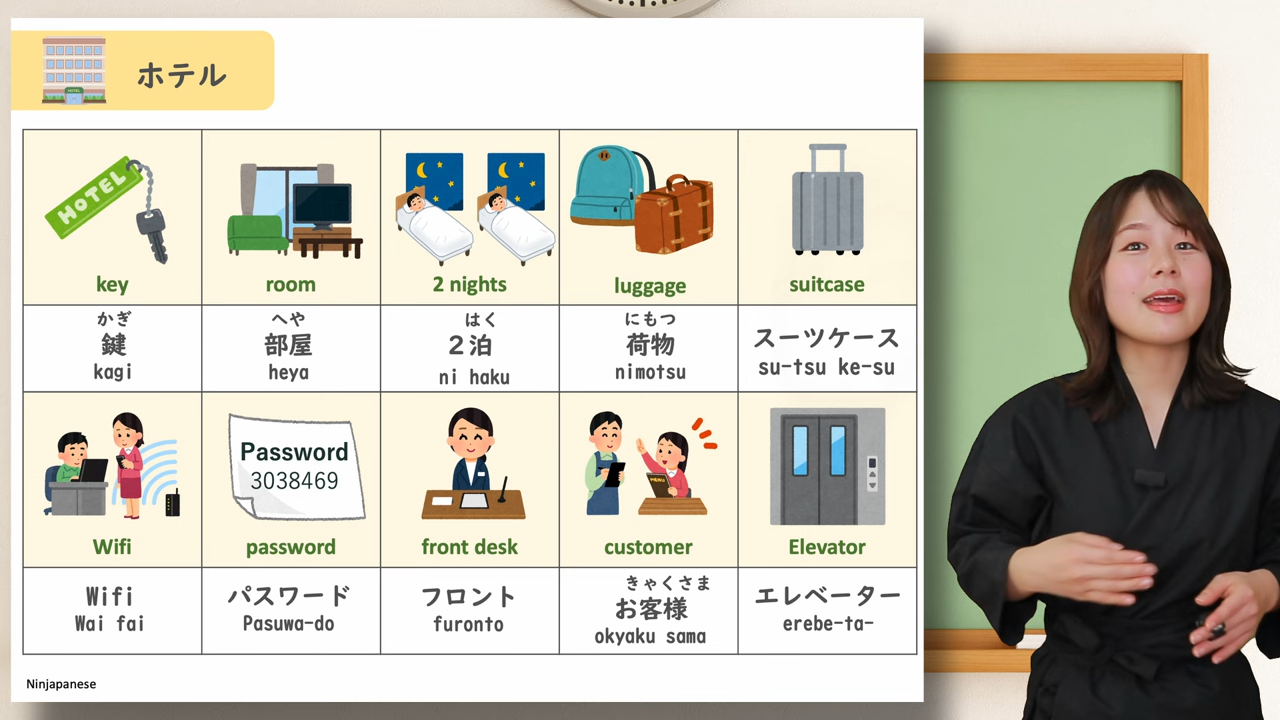 ホテル
HOTEL
key
room
2 nights
luggage
suitcase
かぎ
鍵
kagi
へや
部屋
heya
はく
２泊
ni haku
にもつ
荷物
nimotsu
スーツケース
su-tsu ke-su
Password
3038469
MENU
Wifi
password
front desk
customer
Elevator
Wifi
Wai fai
パスワード
Pasuwa-do
フロント
furonto
きゃくさま
お客様
okyaku sama
エレベーター
erebe-ta-
Ninjapanese